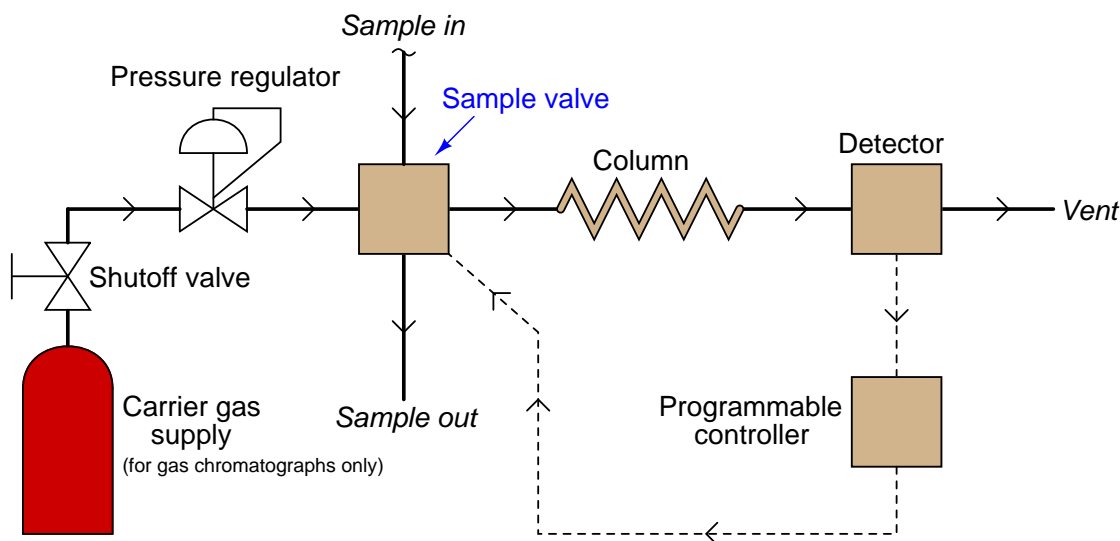 Sample in
Pressure regulator
Sample valve
Column
Detector
Vent
Shutoff valve
Carrier gas
supply
(for gas chromatographs only)
Sample out
Programmable
controller